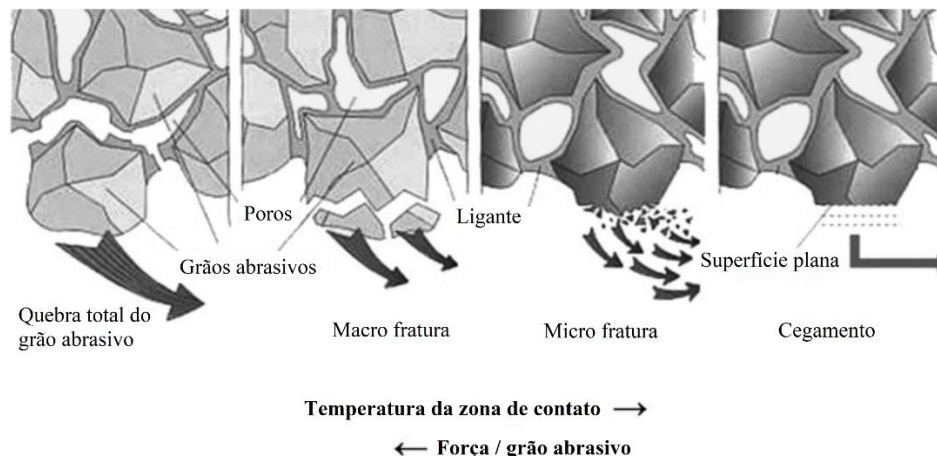 Poros
Ligante
Grãos abrasivos
Superfície plana
Quebra total do
grão abrasivo
Macro fratura
Micro fratura
Cegamento
Temperatura da zona de contato →
← Força / grão abrasivo